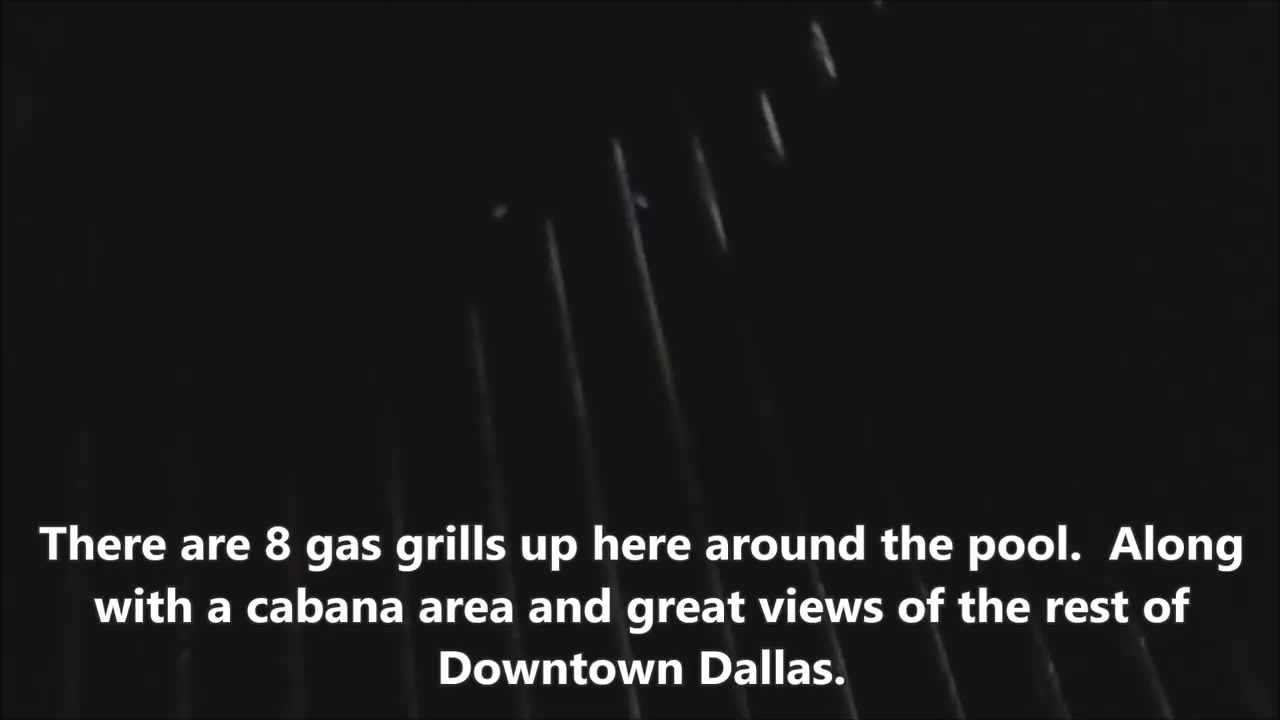 There are 8 gas grills up here around the pool.  Along
with a cabana area and great views of the rest of
Downtown Dallas.